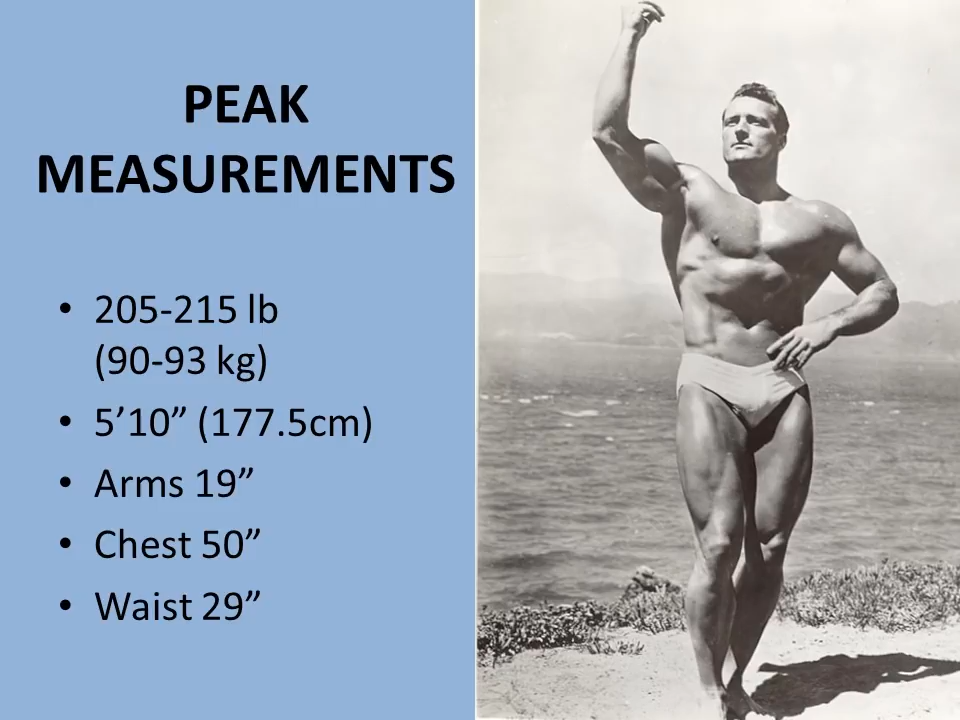 PEAK
MEASUREMENTS
• 205-215 lb
(90-93 kg)
• 5’10” (177.5cm)
• Arms 19”
• Chest 50”
• Waist 29”